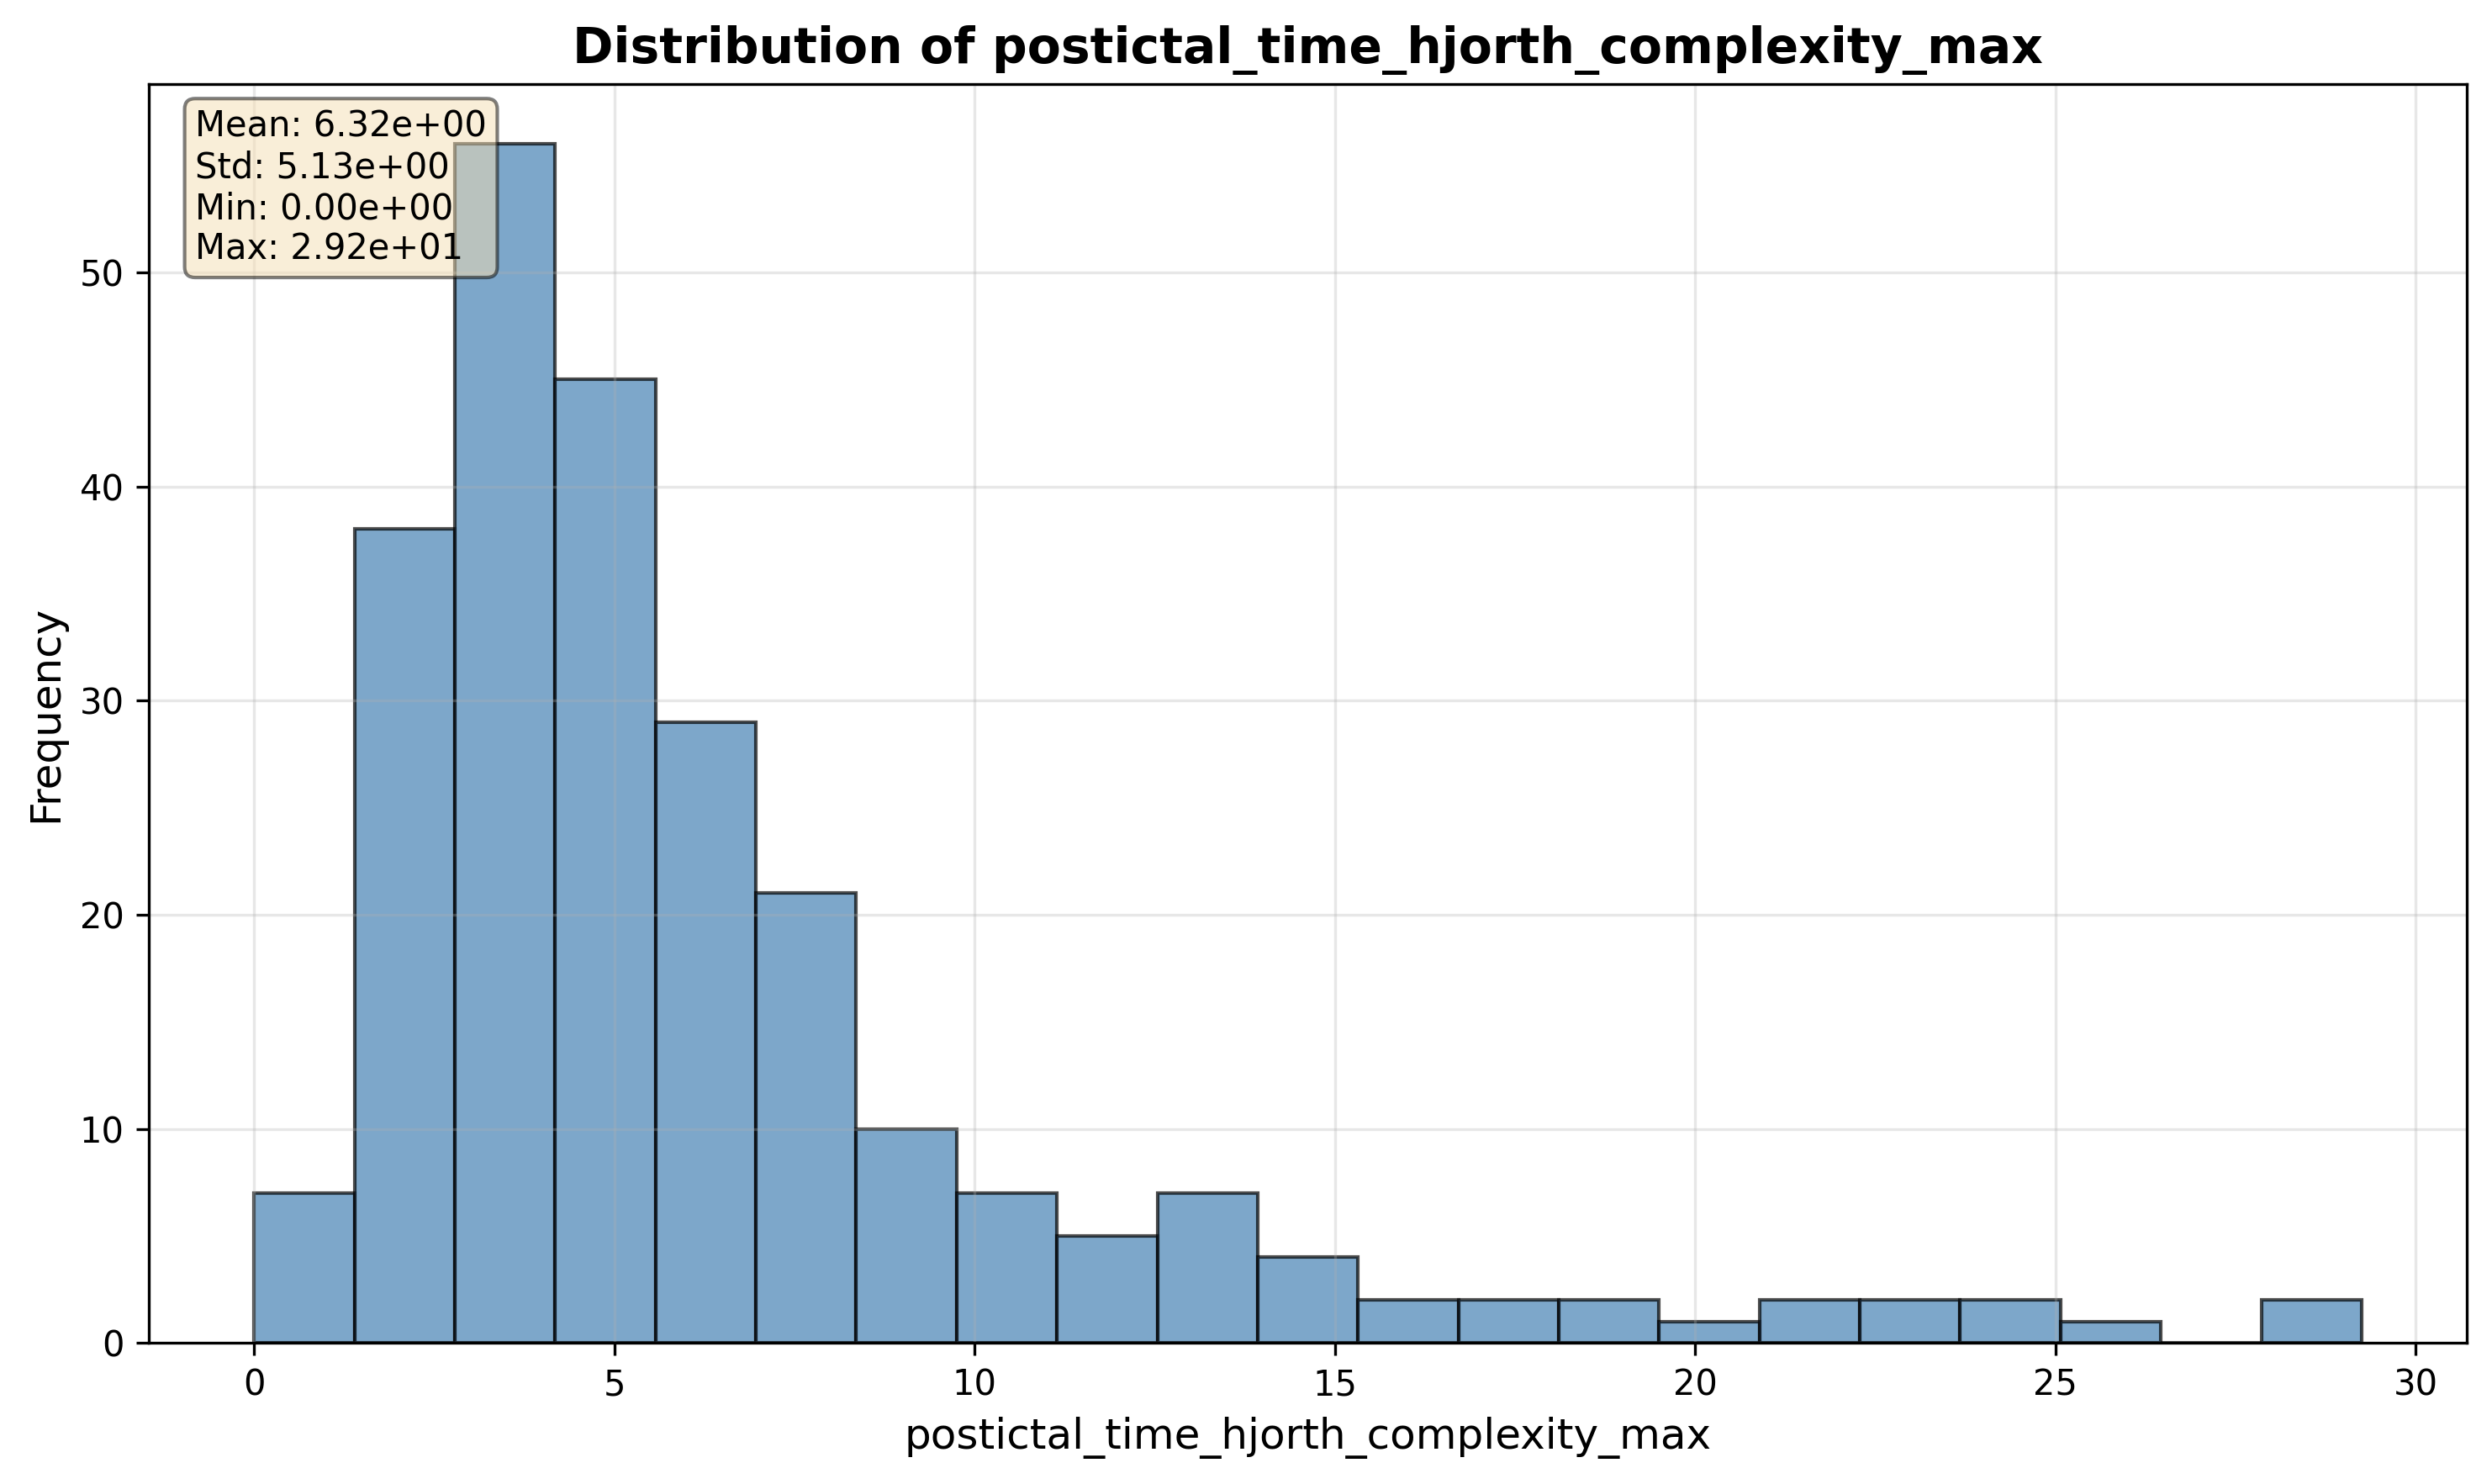 Distribution of postictal_time_hjorth_complexity_max
Mean: 6.32e+00
Std: 5.13e+00
Min: 0.00e+00
Max: 2.92e+01
50
40
30
20
10
0
Frequency
0 5 10 15 20 25 30
postictal_time_hjorth_complexity_max